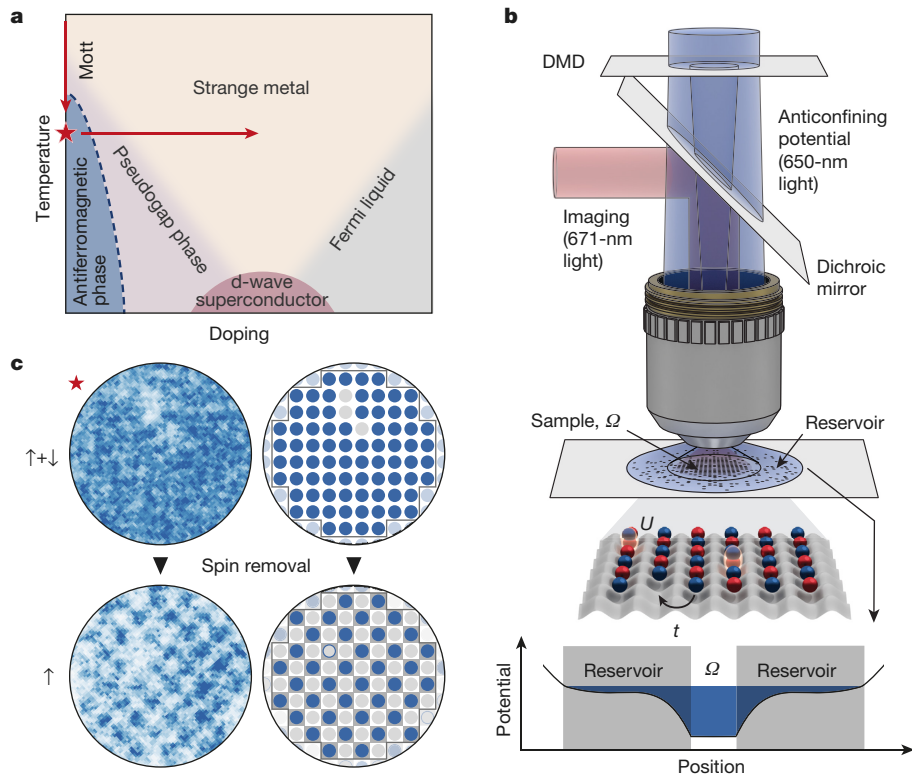 a
Mott
Strange metal
Temperature
Antiferromagnetic
phase
Pseudogap phase
Fermi liquid
d-wave
superconductor
Doping
b
DMD
Anticonfining
potential
(650-nm
light)
Imaging
(671-nm
light)
Dichroic
mirror
Sample, Ω
Reservoir
U
t
Reservoir
Ω
Reservoir
Potential
Position
c
↑+↓
Spin removal
↑